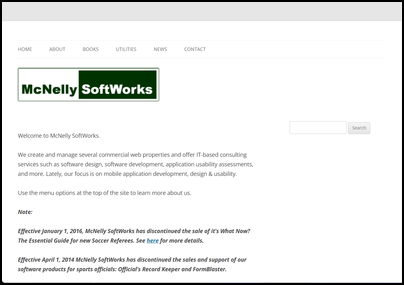 HOME ABOUT BOOKS UTILITIES NEWS CONTACT
McNelly SoftWorks
Search
Welcome to McNelly SoftWorks.
We create and manage several commercial web properties and offer IT-based consulting
services such as software design, software development, application usability assessments,
and more. Lately, our focus is on mobile application development, design & usability.
Use the menu options at the top of the site to learn more about us.
Note:
Effective January 1, 2016, McNelly SoftWorks has discontinued the sale of it's What Now?
The Essential Guide for new Soccer Referees. See here for more details.
Effective April 1, 2014 McNelly SoftWorks has discontinued the sales and support of our
software products for sports officials: Official's Record Keeper and FormBlaster.